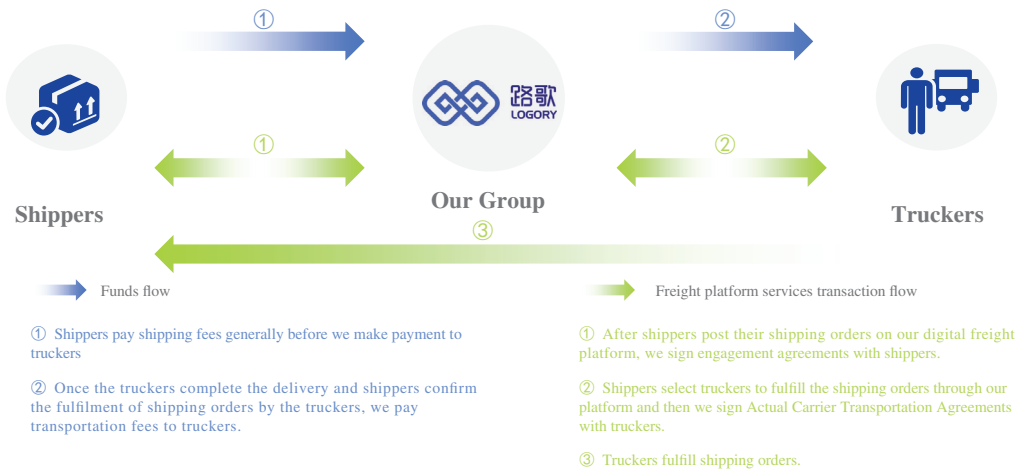 ① ②
路歌
LOGORY
① ②
Shippers Our Group Truckers
③
Funds flow
① Shippers pay shipping fees generally before we make payment to
truckers
② Once the truckers complete the delivery and shippers confirm
the fulfilment of shipping orders by the truckers, we pay
transportation fees to truckers.
Freight platform services transaction flow
① After shippers post their shipping orders on our digital freight
platform, we sign engagement agreements with shippers.
② Shippers select truckers to fulfill the shipping orders through our
platform and then we sign Actual Carrier Transportation Agreements
with truckers.
③ Truckers fulfill shipping orders.